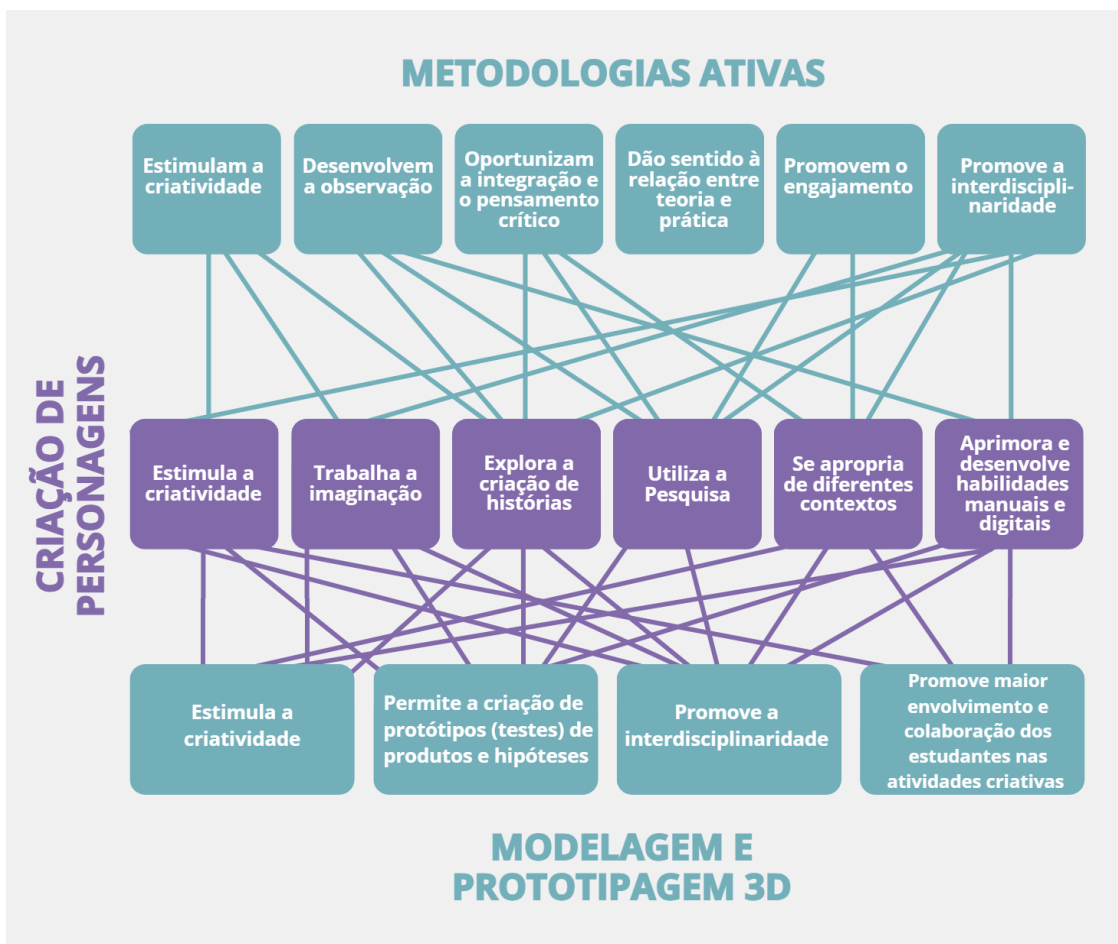 METODOLOGIAS ATIVAS
Estimulam a
criatividade
Desenvolvem
a observação
Oportunizam
a integração e
o pensamento
crítico
Dão sentido à
relação entre
teoria e
prática
Promovem o
engajamento
Promove a
interdiscipli-
naridade
CRIAÇÃO DE
PERSONAGENS
Estimula a
criatividade
Trabalha a
imaginação
Explora a
criação de
histórias
Utiliza a
Pesquisa
Se apropria
de diferentes
contextos
Aprimora e
desenvolve
habilidades
manuais e
digitais
Estimula a
criatividade
Permite a criação de
protótipos (testes) de
produtos e hipóteses
Promove a
interdisciplinaridade
Promove maior
envolvimento e
colaboração dos
estudantes nas
atividades criativas
MODELAGEM E
PROTOTIPAGEM 3D